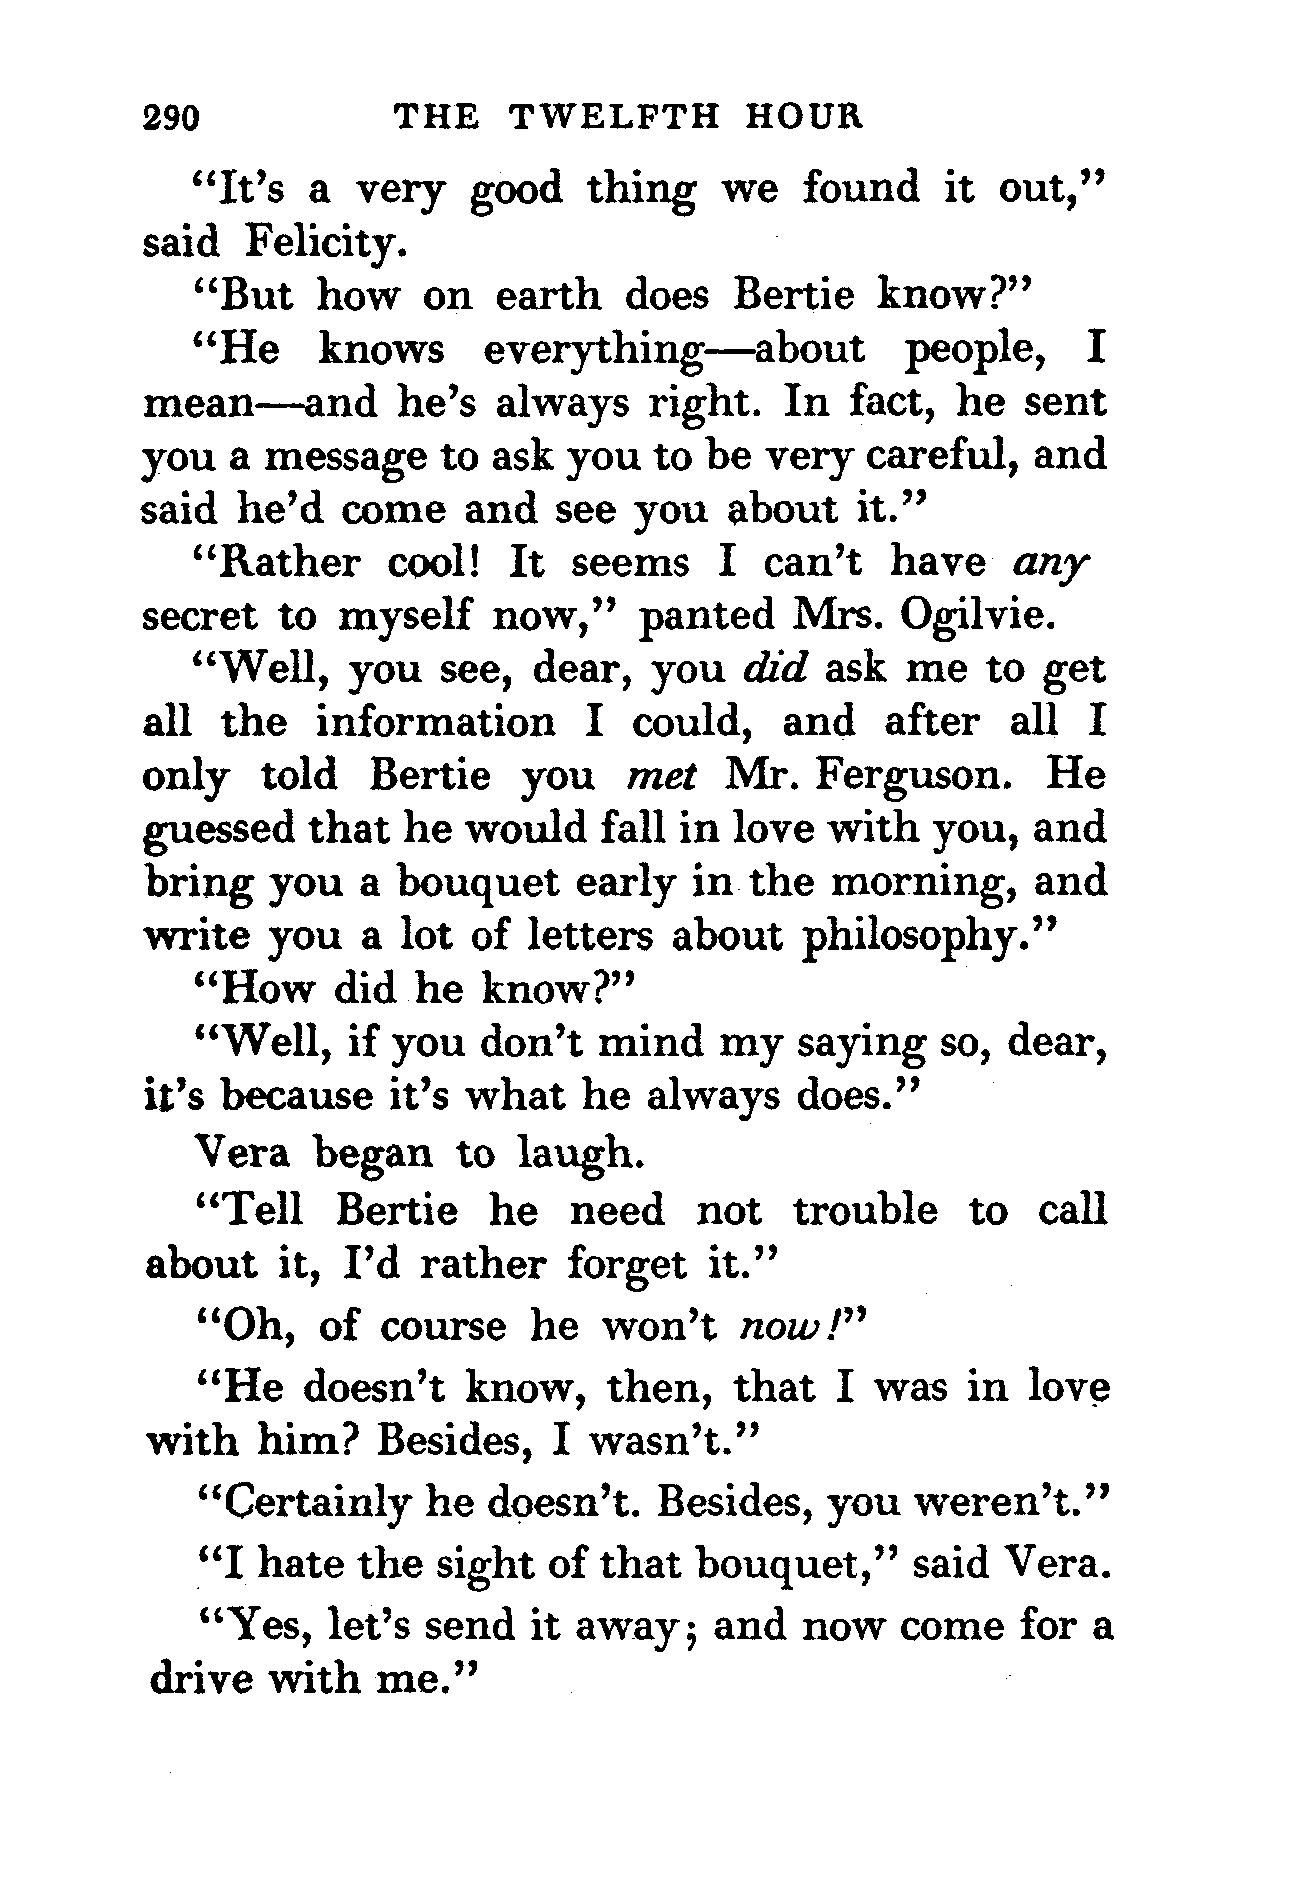 290 THE TWELFTH HOUR
“It’s a very good thing we found it out,”
said Felicity.
“But how on earth does Bertie know?”
“He knows everything—about people, I
mean—and he’s always right. In fact, he sent
you a message to ask you to be very careful, and
said he’d come and see you about it.”
“Rather cool! It seems I can’t have any
secret to myself now,” panted Mrs. Ogilvie.
“Well, you see, dear, you did ask me to get
all the information I could, and after all I
only told Bertie you met Mr. Ferguson. He
guessed that he would fall in love with you, and
bring you a bouquet early in the morning, and
write you a lot of letters about philosophy.”
“How did he know?”
“Well, if you don’t mind my saying so, dear,
it’s because it’s what he always does.”
Vera began to laugh.
“Tell Bertie he need not trouble to call
about it, I’d rather forget it.”
“Oh, of course he won’t now!”
“He doesn’t know, then, that I was in love
with him? Besides, I wasn’t.”
“Certainly he doesn’t. Besides, you weren’t.”
“I hate the sight of that bouquet,” said Vera.
“Yes, let’s send it away; and now come for a
drive with me.”